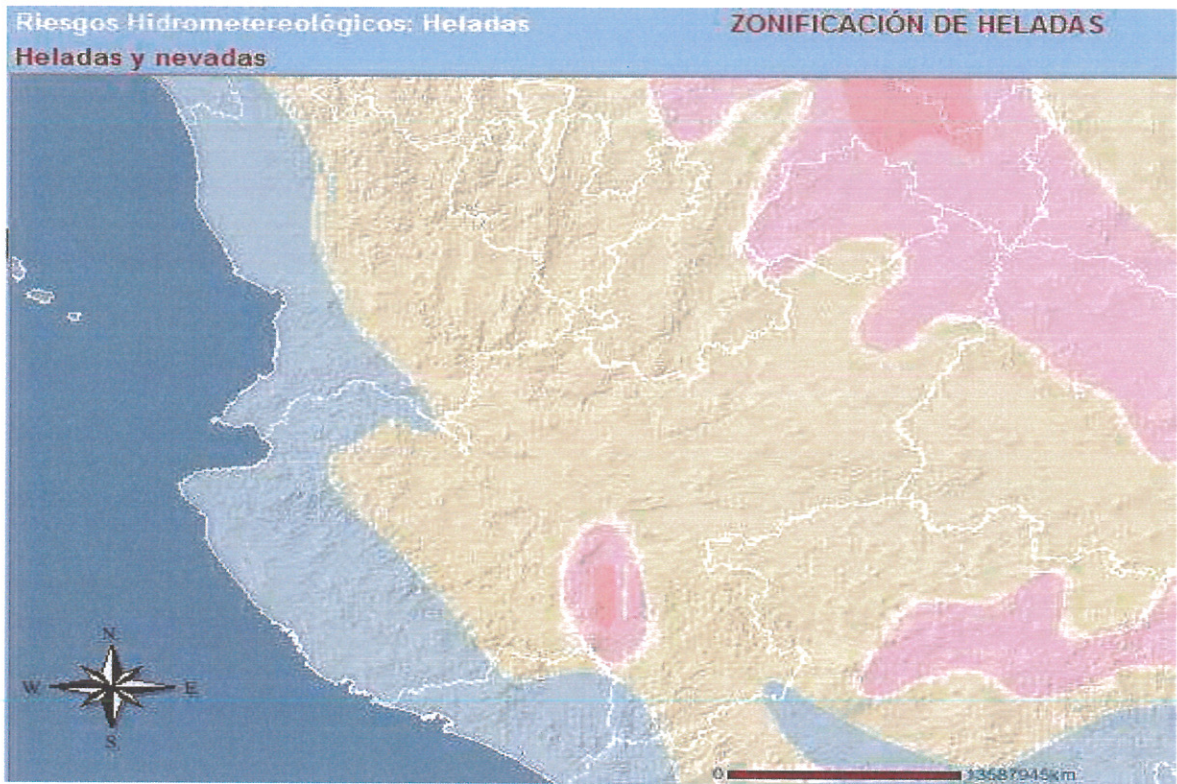 Riesgos Hidrometereológicos: Heladas
ZONIFICACIÓN DE HELADAS
Heladas y nevadas
N
W E
S
0 13587945km